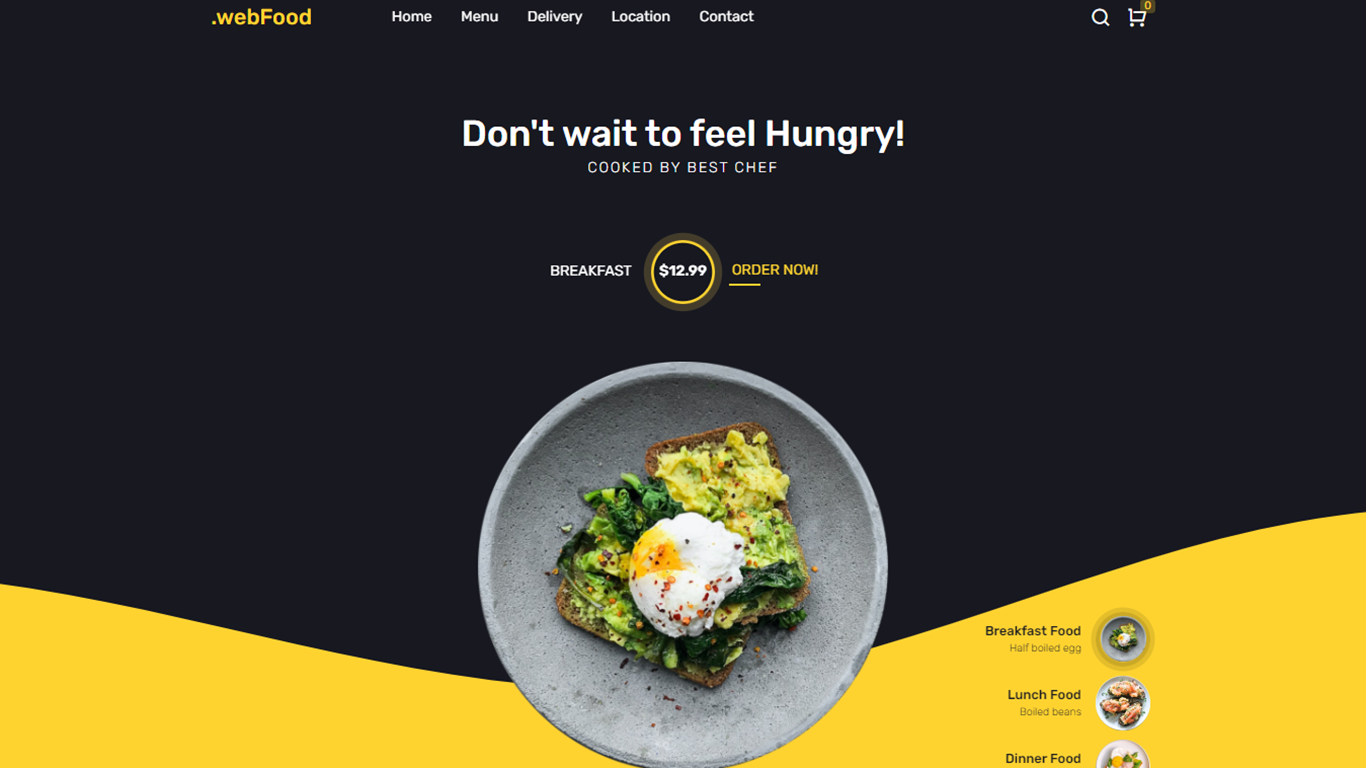 .webFood
Home
Menu
Delivery
Location
Contact
0
Don't wait to feel Hungry!
COOKED BY BEST CHEF
BREAKFAST
$12.99
ORDER NOW!
Breakfast Food
Half boiled egg
Lunch Food
Boiled beans
Dinner Food